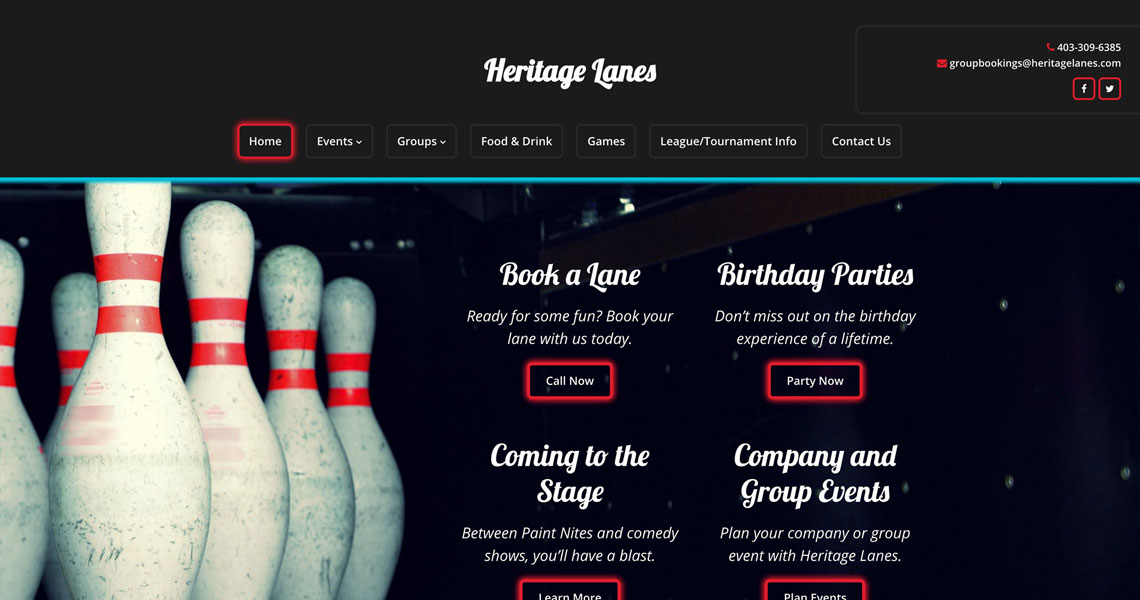 403-309-6385
groupbookings@heritagelanes.com
Heritage Lanes
Home Events Groups Food & Drink Games League/Tournament Info Contact Us
Book a Lane
Ready for some fun? Book your
lane with us today.
Call Now
Birthday Parties
Don’t miss out on the birthday
experience of a lifetime.
Party Now
Coming to the
Stage
Between Paint Nites and comedy
shows, you’ll have a blast.
Learn More
Company and
Group Events
Plan your company or group
event with Heritage Lanes.
Plan Events